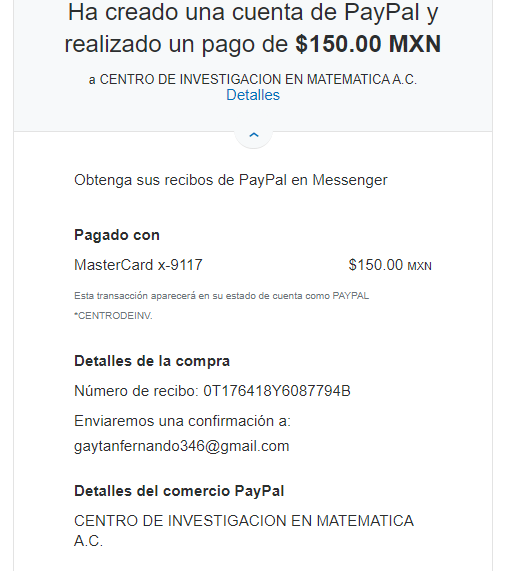 Ha creado una cuenta de PayPal y
realizado un pago de $150.00 MXN
a CENTRO DE INVESTIGACION EN MATEMATICA A.C.
Detalles
Obtenga sus recibos de PayPal en Messenger
Pagado con
MasterCard x-9117 $150.00 MXN
Esta transacción aparecerá en su estado de cuenta como PAYPAL
*CENTRODEINV.
Detalles de la compra
Número de recibo: 0T176418Y6087794B
Enviaremos una confirmación a:
gaytanfernando346@gmail.com
Detalles del comercio PayPal
CENTRO DE INVESTIGACION EN MATEMATICA
A.C.